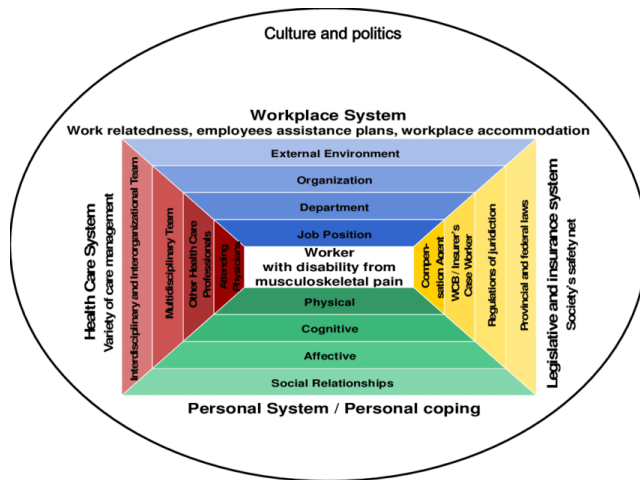 Culture and politics
Workplace System
Work relatedness, employees assistance plans, workplace accommodation
External Environment
Organization
Department
Job Position
Health Care System
Variety of care management
Interdisciplinary and Interorganizational Team
Multidisciplinary Team
Other Health Care
Professionals
Attending
Physicians
Worker
with disability from
musculoskeletal pain
Compen-
sation Agent
WCB / Insurer's
Case Worker
Regulations of juridiction
Provincial and federal laws
Legislative and insurance system
Society's safety net
Physical
Cognitive
Affective
Social Relationships
Personal System / Personal coping